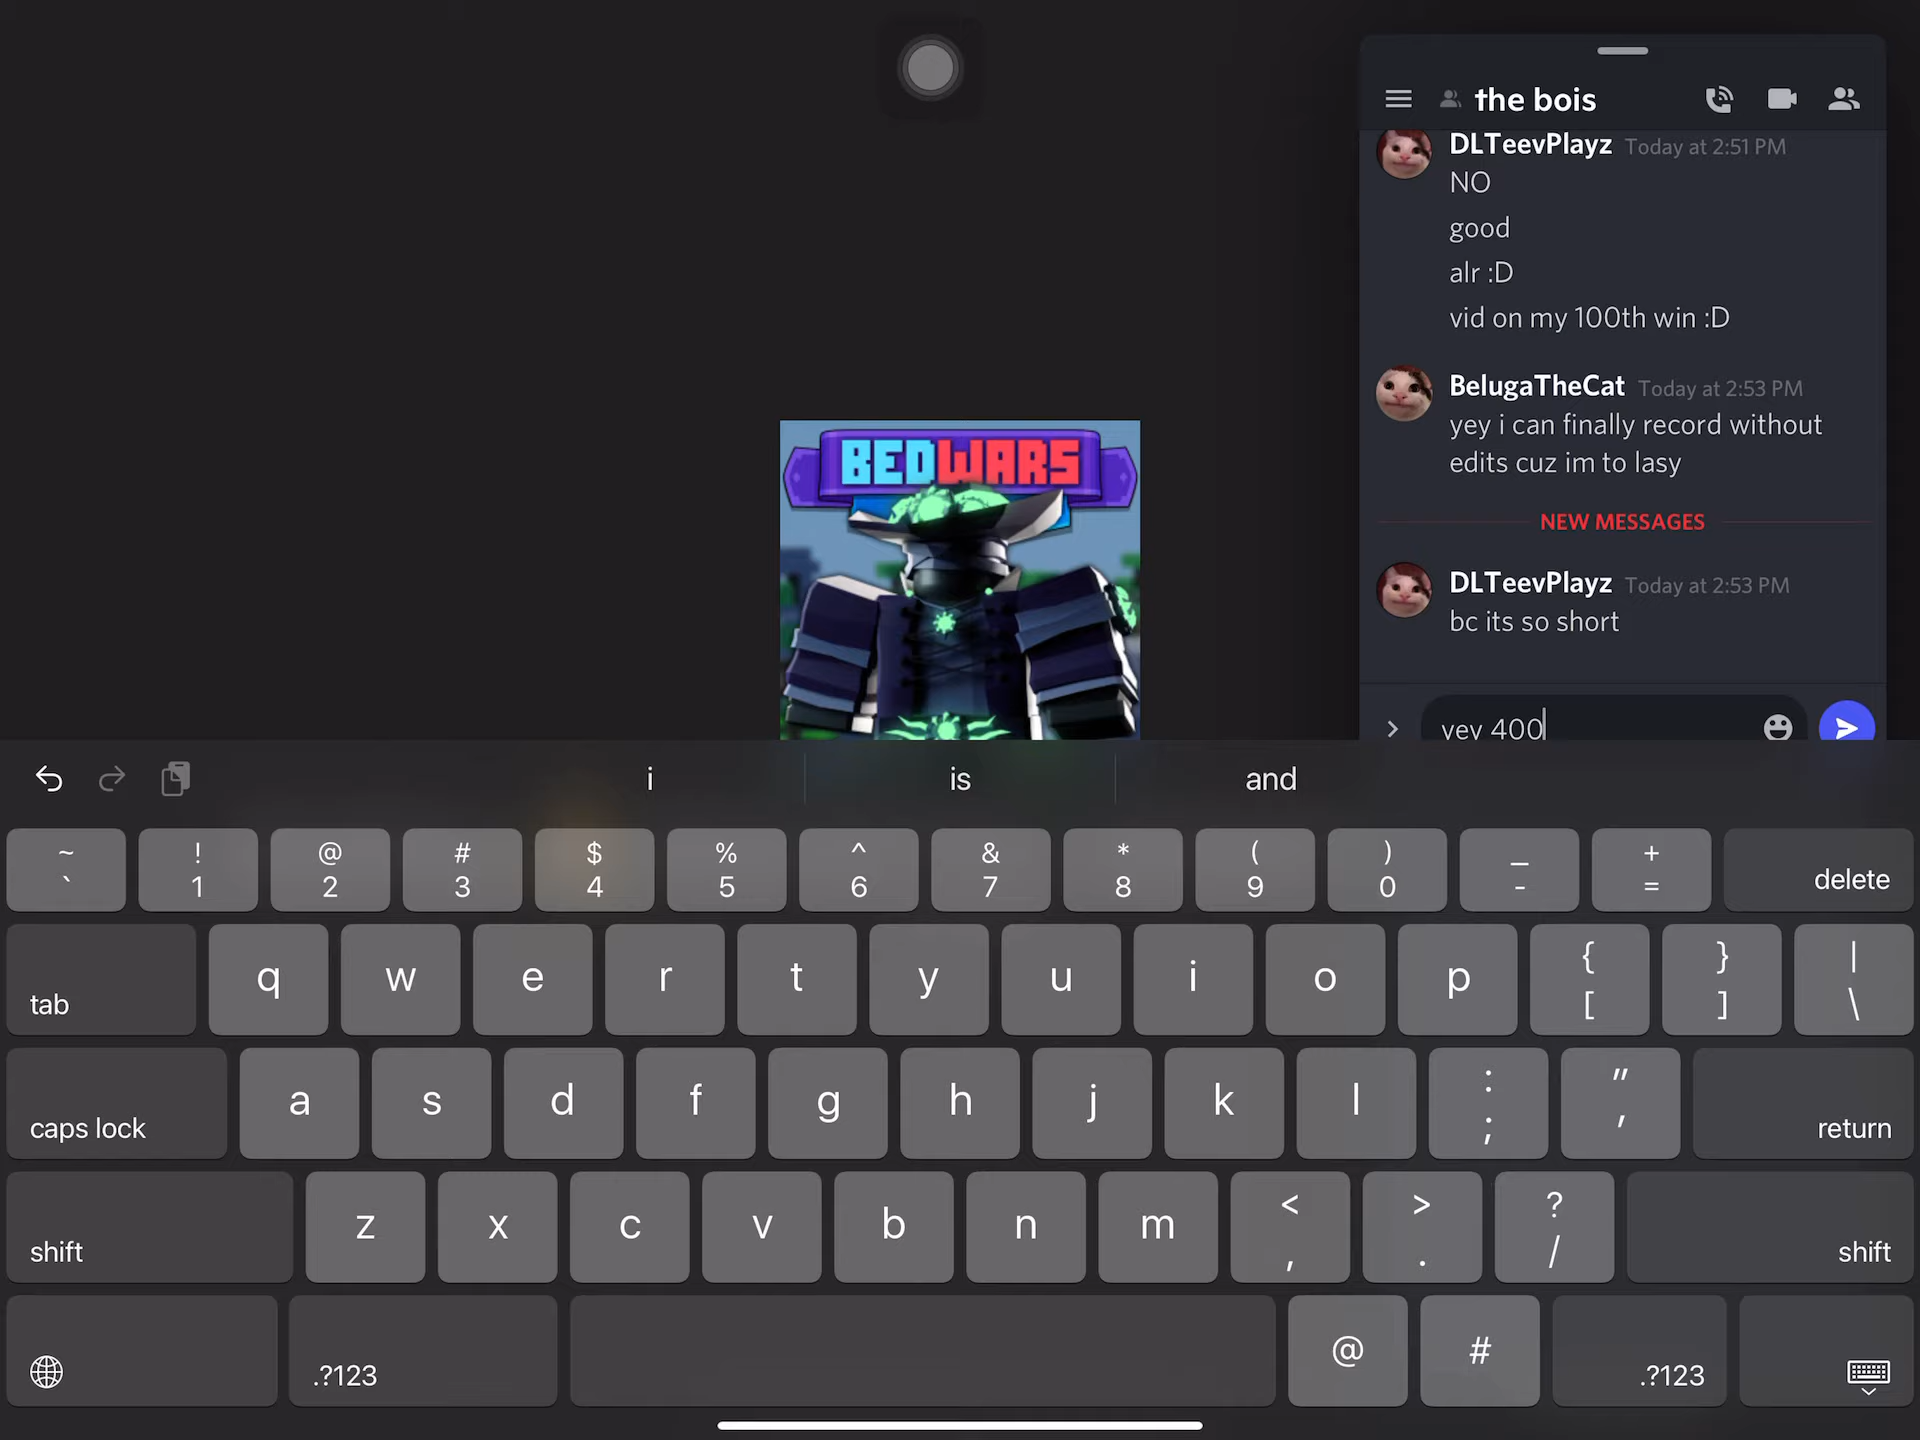 the bois
DLTeevPlayz Today at 2:51 PM
NO
good
alr :D
vid on my 100th win :D
BelugaTheCat Today at 2:53 PM
yey i can finally record without
edits cuz im to lasy
NEW MESSAGES
DLTeevPlayz Today at 2:53 PM
bc its so short
yey 400
BEDWARS
i is and
~ ! @ # $ % ^ & * ( ) _ +
` 1 2 3 4 5 6 7 8 9 0 - = delete
tab q w e r t y u i o p { } |
[ ] \
caps lock a s d f g h j k l : " return
; '
shift z x c v b n m < > ? shift
, . /
.?123 @ # .?123